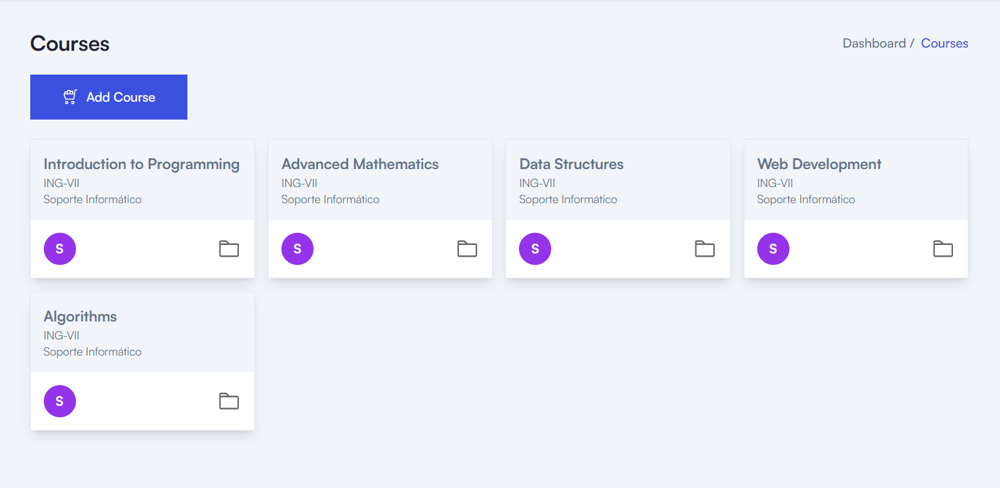 Courses
Dashboard / Courses
Add Course
Introduction to Programming
ING-VII
Soporte Informático
S
Advanced Mathematics
ING-VII
Soporte Informático
S
Data Structures
ING-VII
Soporte Informático
S
Web Development
ING-VII
Soporte Informático
S
Algorithms
ING-VII
Soporte Informático
S